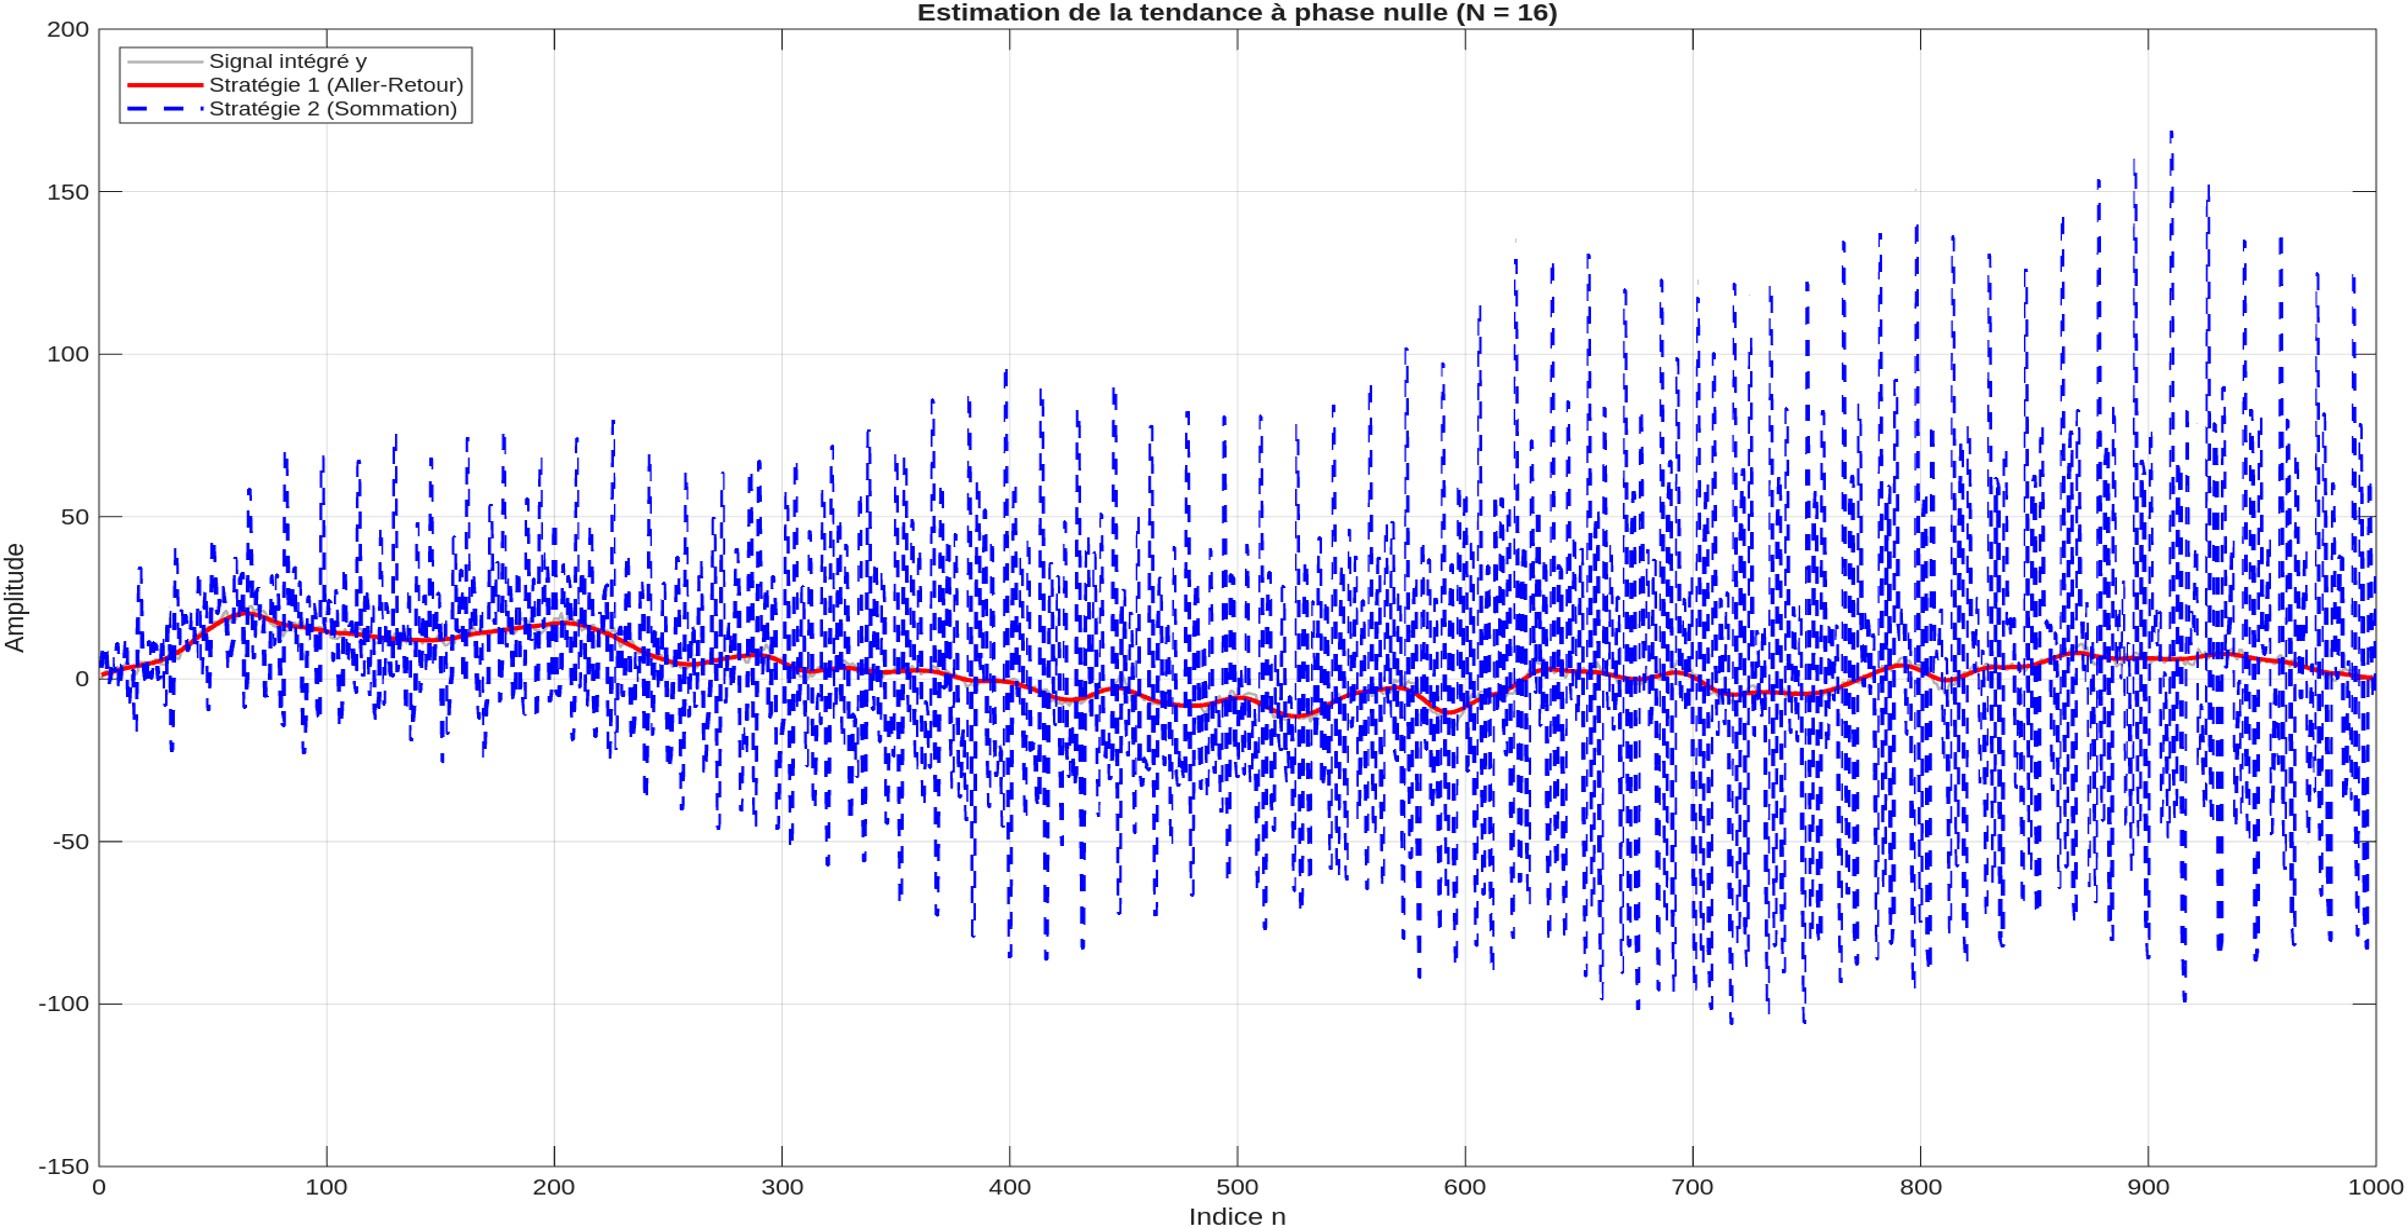 Estimation de la tendance à phase nulle (N = 16)
Signal intégré y
Stratégie 1 (Aller-Retour)
Stratégie 2 (Sommation)
Amplitude
200
150
100
50
0
-50
-100
-150
0 100 200 300 400 500 600 700 800 900 1000
Indice n